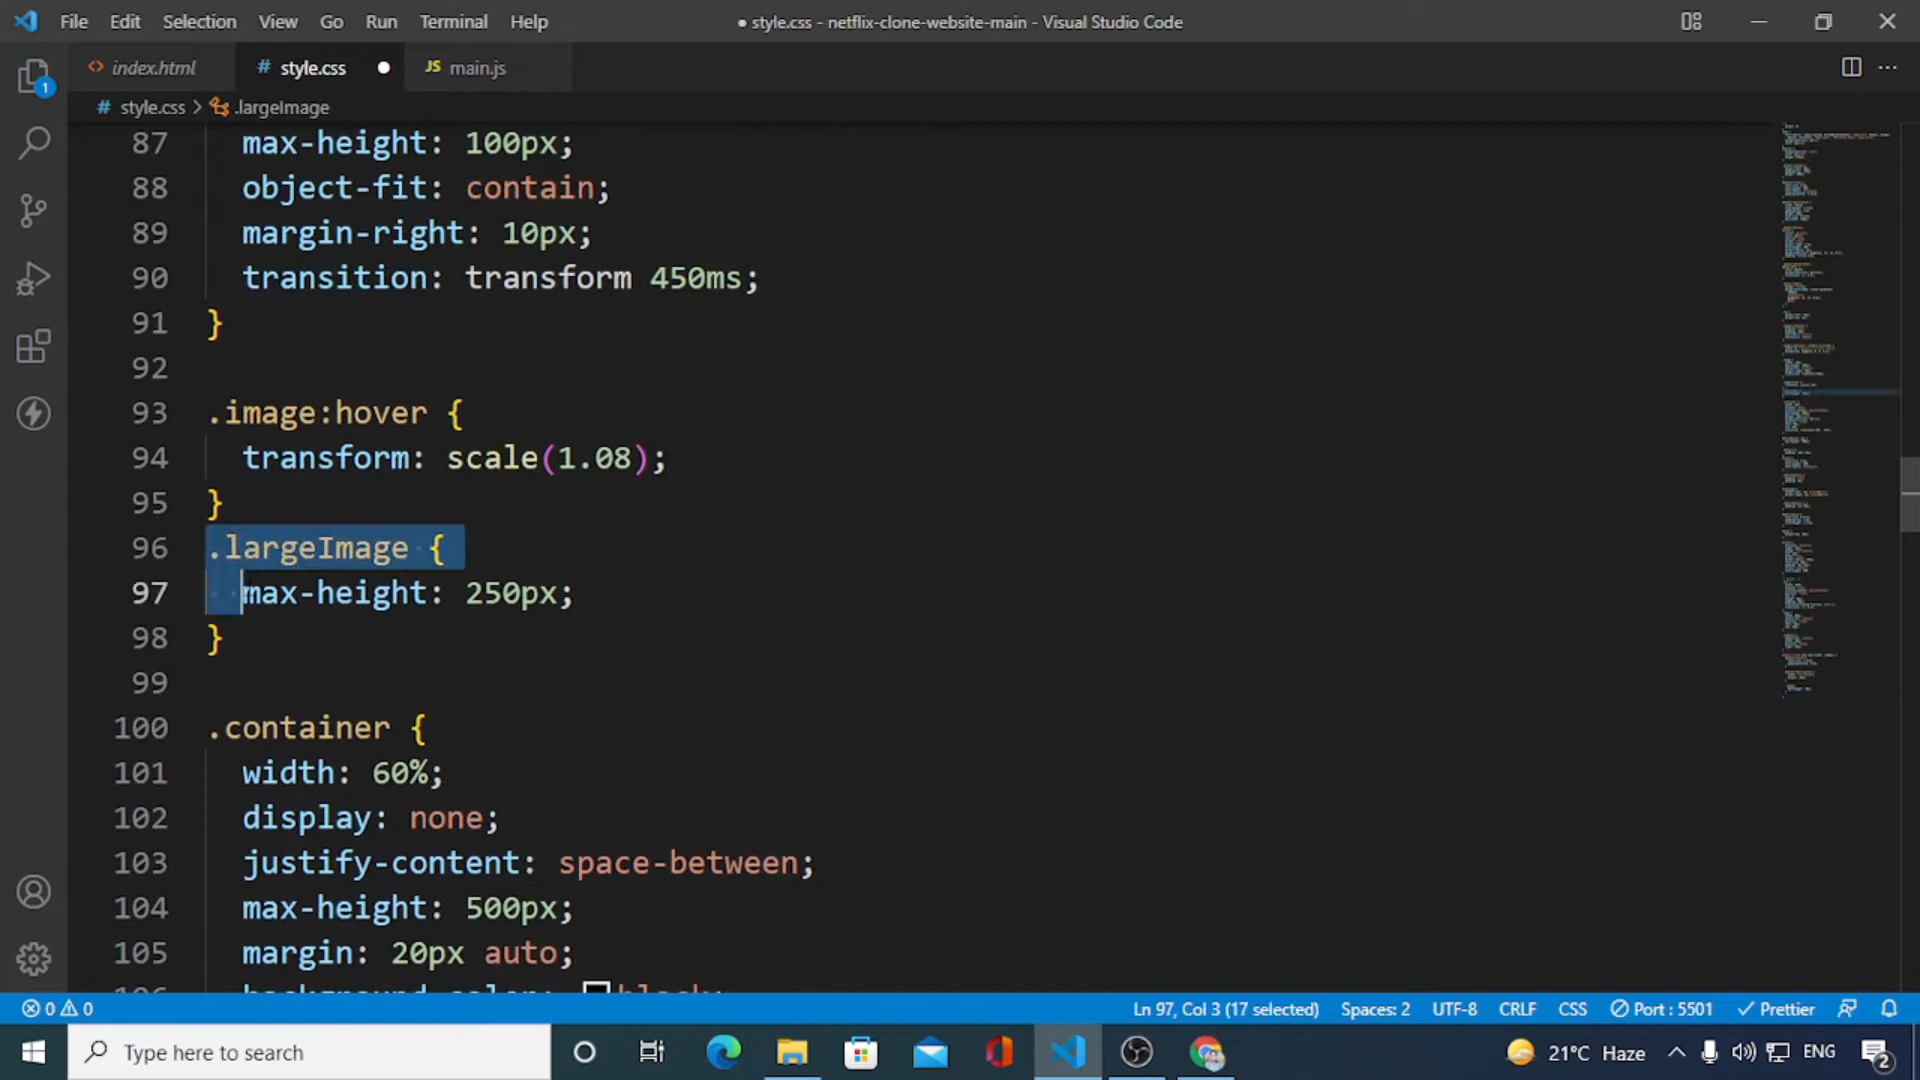 File Edit Selection View Go Run Terminal Help
● style.css - netflix-clone-website-main - Visual Studio Code
<> index.html
# style.css ●
JS main.js
# style.css > .largeImage
1
87 max-height: 100px;
88 object-fit: contain;
89 margin-right: 10px;
90 transition: transform 450ms;
91 }
92
93 .image:hover {
94 transform: scale(1.08);
95 }
96 .largeImage {
97 max-height: 250px;
98 }
99
100 .container {
101 width: 60%;
102 display: none;
103 justify-content: space-between;
104 max-height: 500px;
105 margin: 20px auto;
0 0 Ln 97, Col 3 (17 selected) Spaces: 2 UTF-8 CRLF CSS Port : 5501 Prettier
Type here to search
21°C Haze ENG 2